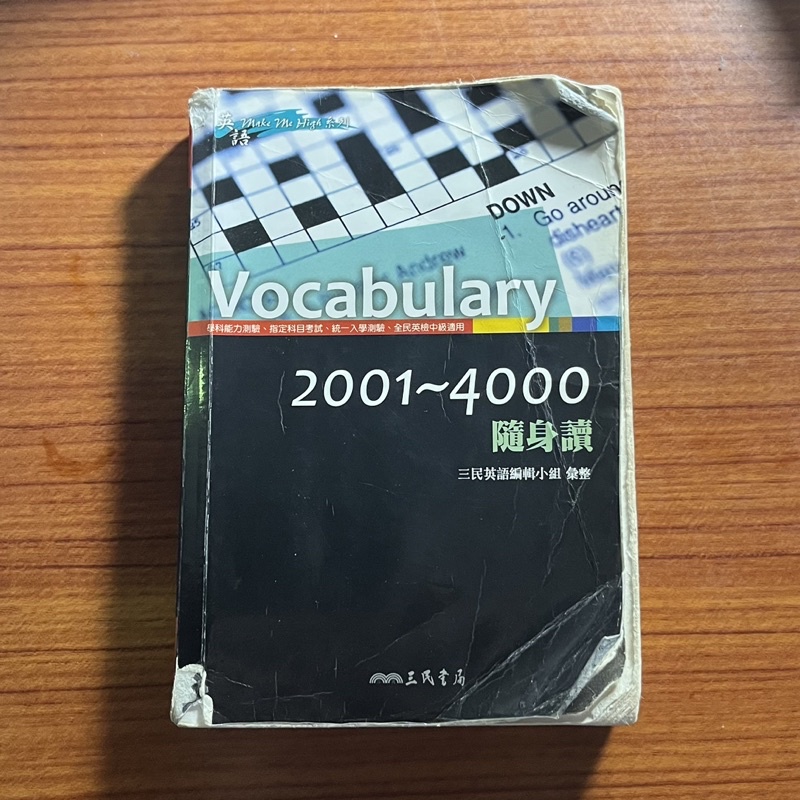 英語 Make Me High 系列
DOWN
1. Go aroun
disheart
(6)
Andrew
Vocabulary
學科能力測驗、指定科目考試、統一入學測驗、全民英檢中級適用
2001~4000
隨身讀
三民英語編輯小組 彙整
三民書局